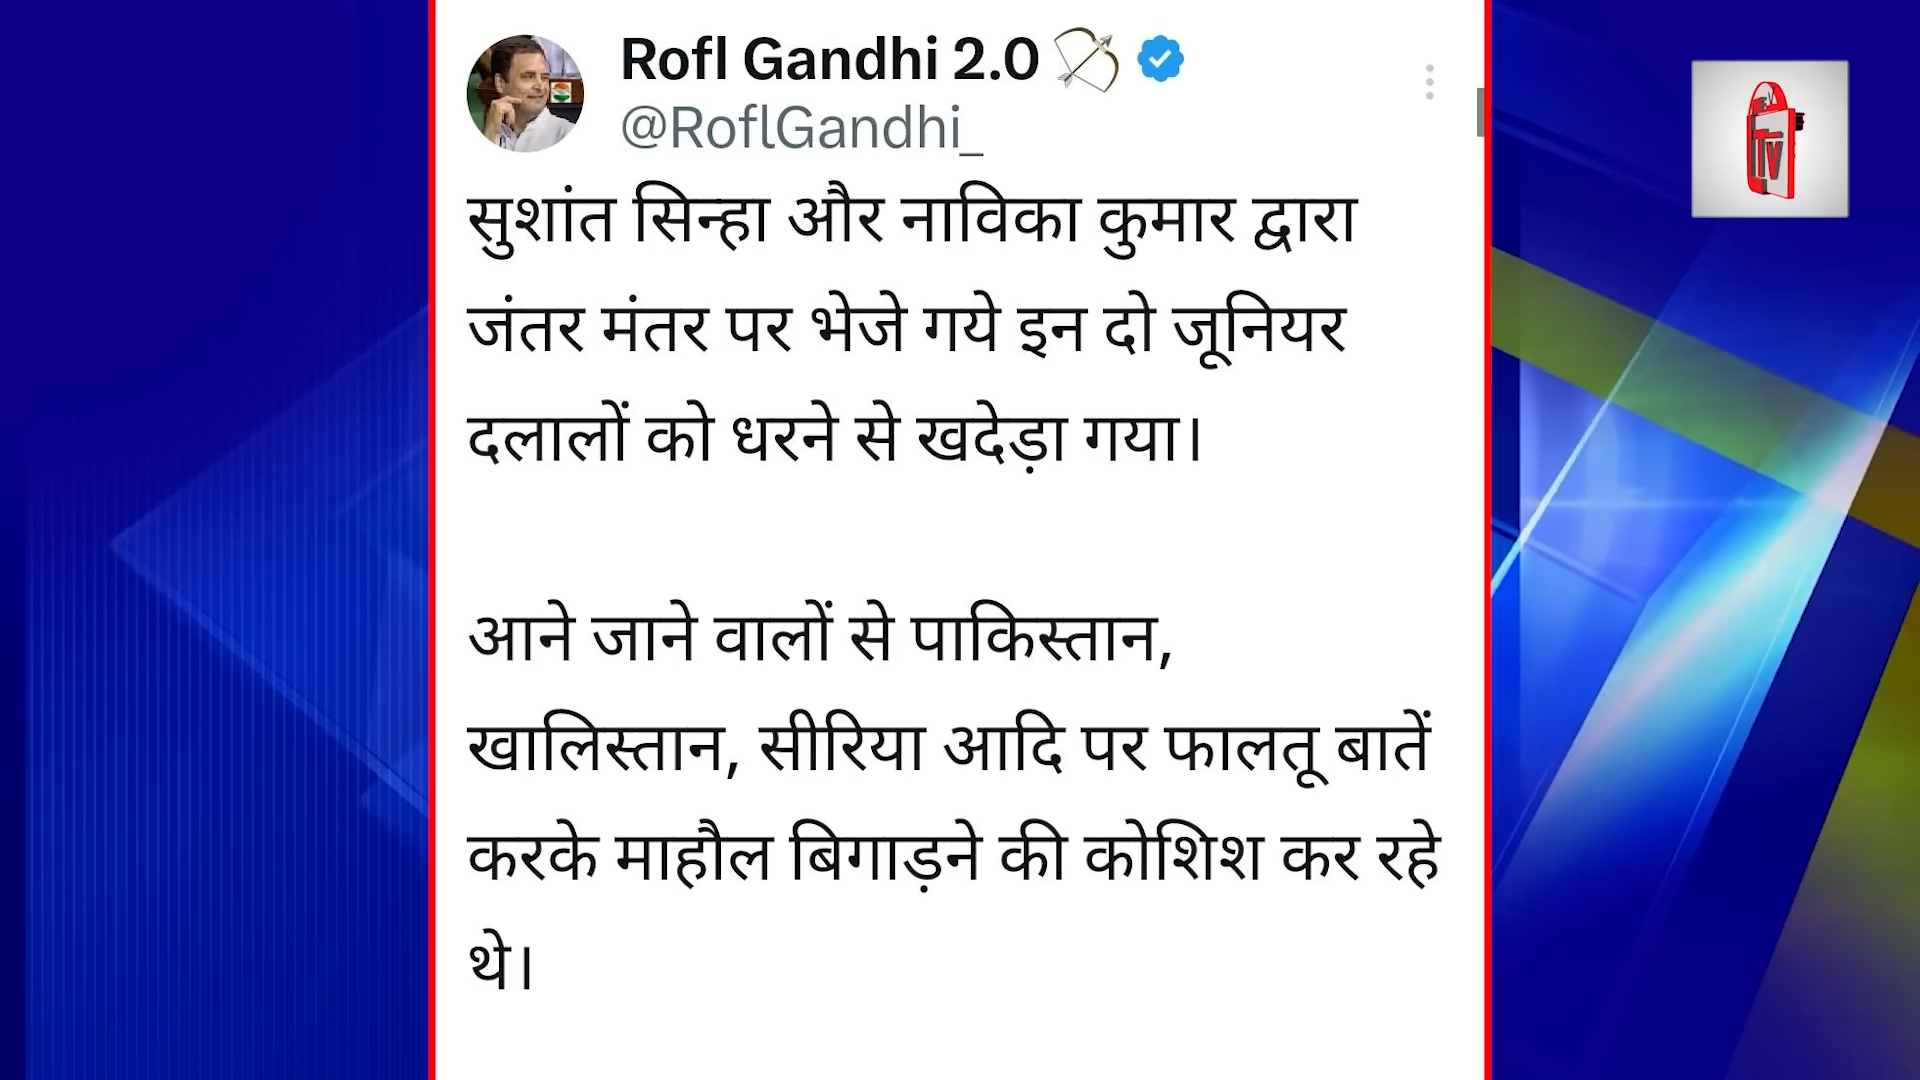 Rofl Gandhi 2.0 🏹
@RoflGandhi_
सुशांत सिन्हा और नाविका कुमार द्वारा
जंतर मंतर पर भेजे गये इन दो जूनियर
दलालों को धरने से खदेड़ा गया।
आने जाने वालों से पाकिस्तान,
खालिस्तान, सीरिया आदि पर फालतू बातें
करके माहौल बिगाड़ने की कोशिश कर रहे
थे।
TV